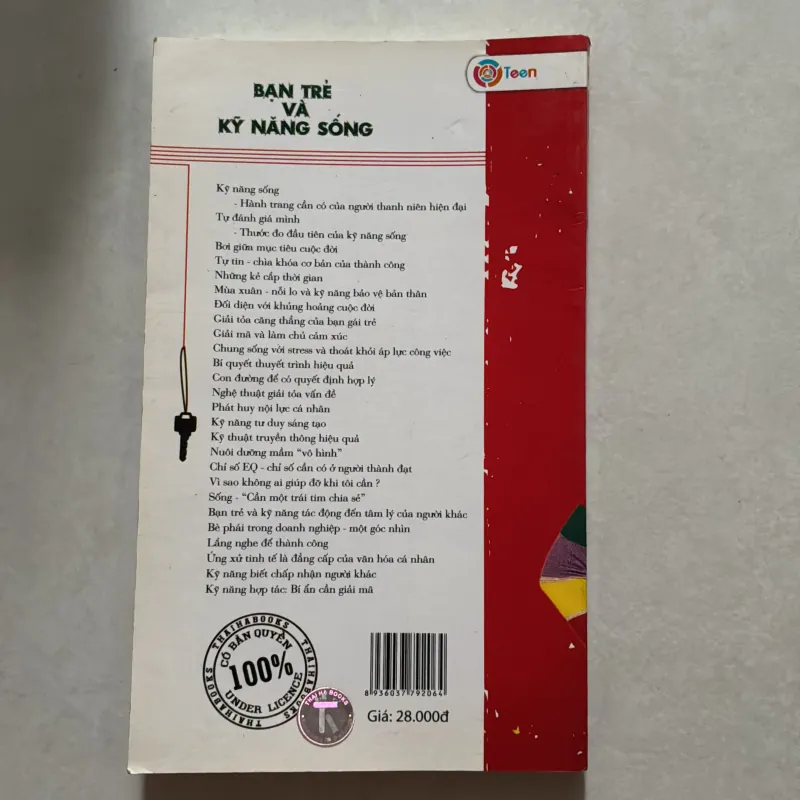 Teen
BẠN TRẺ
VÀ
KỸ NĂNG SỐNG
Kỹ năng sống
- Hành trang cần có của người thanh niên hiện đại
Tự đánh giá mình
- Thước đo đầu tiên của kỹ năng sống
Bơi giữa mục tiêu cuộc đời
Tự tin - chìa khóa cơ bản của thành công
Những kẻ cắp thời gian
Mùa xuân - nỗi lo và kỹ năng bảo vệ bản thân
Đối diện với khủng hoảng cuộc đời
Giải tỏa căng thẳng của bạn gái trẻ
Giải mã và làm chủ cảm xúc
Chung sống với stress và thoát khỏi áp lực công việc
Bí quyết thuyết trình hiệu quả
Con đường để có quyết định hợp lý
Nghệ thuật giải tỏa vấn đề
Phát huy nội lực cá nhân
Kỹ năng tư duy sáng tạo
Kỹ thuật truyền thông hiệu quả
Nuôi dưỡng mầm "vô hình"
Chỉ số EQ - chỉ số cần có ở người thành đạt
Vì sao không ai giúp đỡ khi tôi cần ?
Sống - "Cần một trái tim chia sẻ"
Bạn trẻ và kỹ năng tác động đến tâm lý của người khác
Bè phái trong doanh nghiệp - một góc nhìn
Lắng nghe để thành công
Ứng xử tinh tế là đẳng cấp của văn hóa cá nhân
Kỹ năng biết chấp nhận người khác
Kỹ năng hợp tác: Bí ẩn cần giải mã
THAIHABOOKS
CÓ BẢN QUYỀN
100%
UNDER LICENCE
THAIHABOOKS
THAIHABOOKS
THAI HA BOOKS
8 936037 792064
Giá: 28.000đ